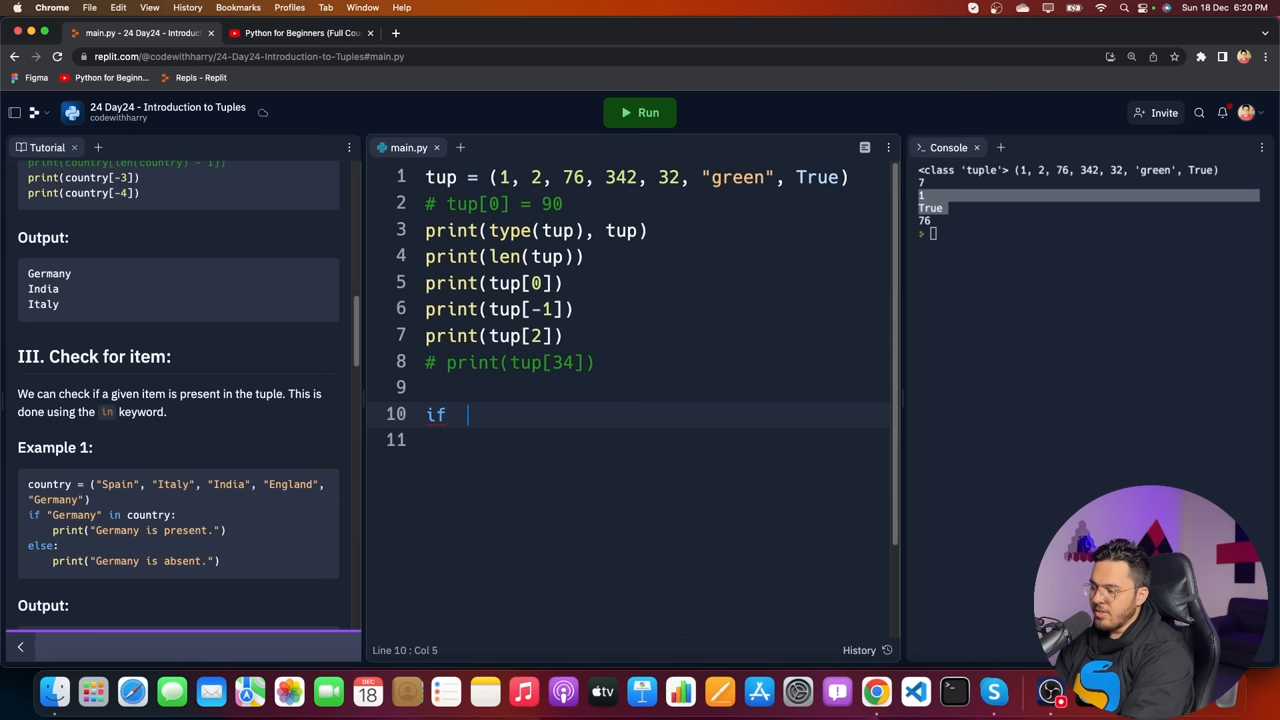 Chrome File Edit View History Bookmarks Profiles Tab Window Help Sun 18 Dec 6:20 PM
main.py - 24 Day24 - Introduct Python for Beginners (Full Cou
replit.com/@codewithharry/24-Day24-Introduction-to-Tuples#main.py
Figma Python for Beginn... Repls - Replit
24 Day24 - Introduction to Tuples
codewithharry
Run
Invite
Tutorial
print(country[len(country) - 1])
print(country[-3])
print(country[-4])
Output:
Germany
India
Italy
III. Check for item:
We can check if a given item is present in the tuple. This is
done using the in keyword.
Example 1:
country = ("Spain", "Italy", "India", "England",
"Germany")
if "Germany" in country:
print("Germany is present.")
else:
print("Germany is absent.")
Output:
main.py
1 tup = (1, 2, 76, 342, 32, "green", True)
2 # tup[0] = 90
3 print(type(tup), tup)
4 print(len(tup))
5 print(tup[0])
6 print(tup[-1])
7 print(tup[2])
8 # print(tup[34])
9
10 if
11
Line 10 : Col 5
History
Console
<class 'tuple'> (1, 2, 76, 342, 32, 'green', True)
7
1
True
76
DEC
18
tv